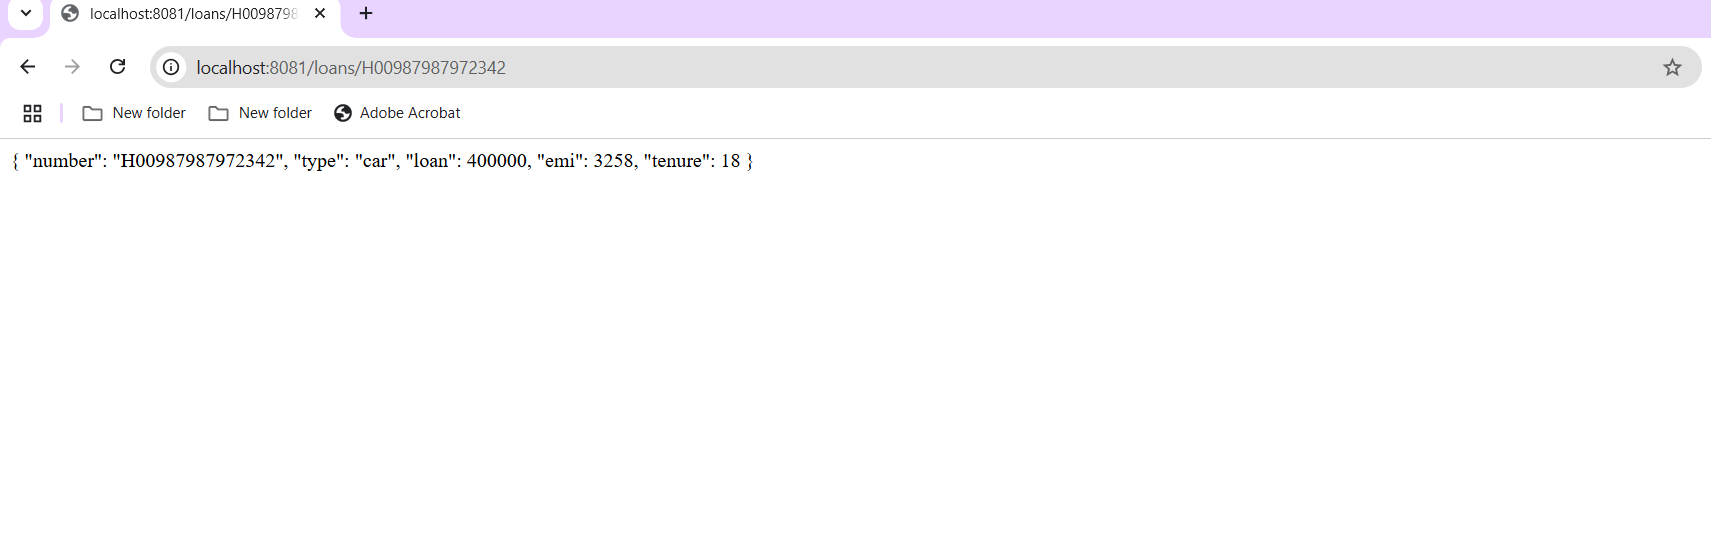 localhost:8081/loans/H0098798
localhost:8081/loans/H00987987972342
New folder New folder Adobe Acrobat
{ "number": "H00987987972342", "type": "car", "loan": 400000, "emi": 3258, "tenure": 18 }